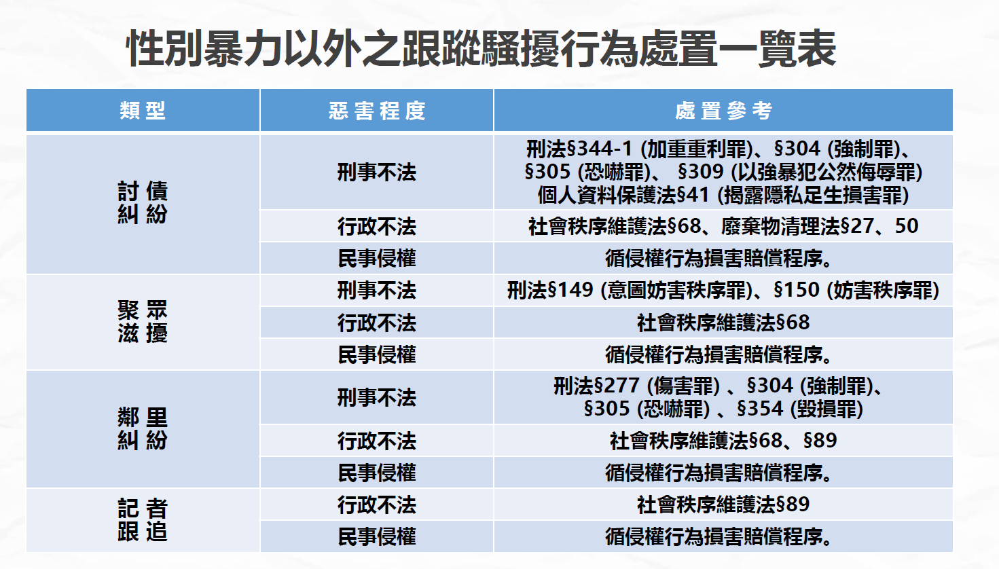 性別暴力以外之跟蹤騷擾行為處置一覽表
類型
惡害程度
處置參考
討債
糾紛
刑事不法
刑法§344-1 (加重重利罪)、§304 (強制罪)、
§305 (恐嚇罪)、 §309 (以強暴犯公然侮辱罪)
個人資料保護法§41 (揭露隱私足生損害罪)
行政不法
社會秩序維護法§68、廢棄物清理法§27、50
民事侵權
循侵權行為損害賠償程序。
聚眾
滋擾
刑事不法
刑法§149 (意圖妨害秩序罪)、§150 (妨害秩序罪)
行政不法
社會秩序維護法§68
民事侵權
循侵權行為損害賠償程序。
鄰里
糾紛
刑事不法
刑法§277 (傷害罪) 、§304 (強制罪)、
§305 (恐嚇罪) 、§354 (毀損罪)
行政不法
社會秩序維護法§68、§89
民事侵權
循侵權行為損害賠償程序。
記者
跟追
行政不法
社會秩序維護法§89
民事侵權
循侵權行為損害賠償程序。